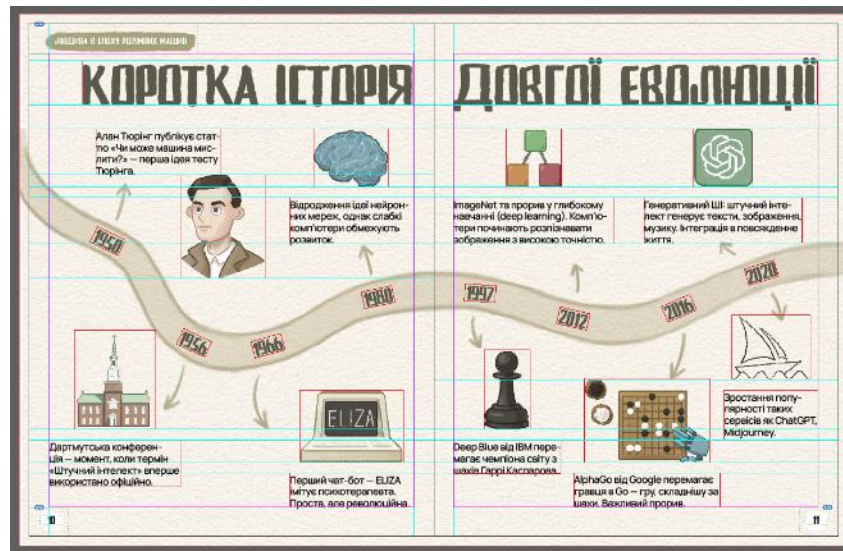 ЛЮДИНА В ЕПОХУ РОЗУМНИХ МАШИН
КОРОТКА ІСТОРІЯ
ДОВГОЇ ЕВОЛЮЦІЇ
Алан Тюрінг публікує стат-
тю «Чи може машина мис-
лити?» — перша ідея тесту
Тюрінга.
Відродження ідеї нейрон-
них мереж, однак слабкі
комп'ютери обмежують
розвиток.
ImageNet та прорив у глибокому
навчанні (deep learning). Комп'ю-
тери починають розпізнавати
зображення з високою точністю.
Генеративний ШІ: штучний інте-
лект генерує тексти, зображення,
музику. Інтеграція в повсякденне
життя.
1950
1956
1966
1980
1997
2012
2016
2020
ELIZA
Дартмутська конферен-
ція — момент, коли термін
«Штучний інтелект» вперше
використано офіційно.
Перший чат-бот — ELIZA
імітує психотерапевта.
Проста, але революційна.
Deep Blue від IBM пере-
магає чемпіона світу з
шахів Гаррі Каспарова.
AlphaGo від Google перемагає
гравця в Go — гру, складнішу за
шахи. Важливий прорив.
Зростання попу-
лярності таких
сервісів як ChatGPT,
Midjourney.
10
11